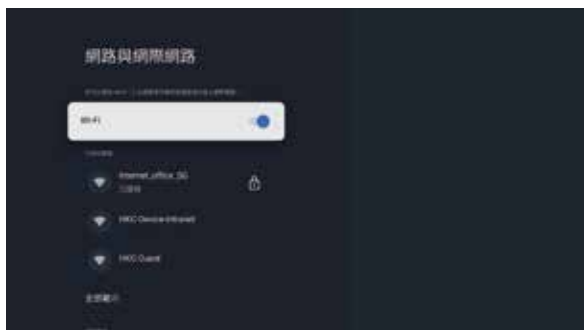 網路與網際網路
Wi-Fi
Internet_office_5G
已連線
HKC-Device-Intranet
HKC-Guest
全部顯示